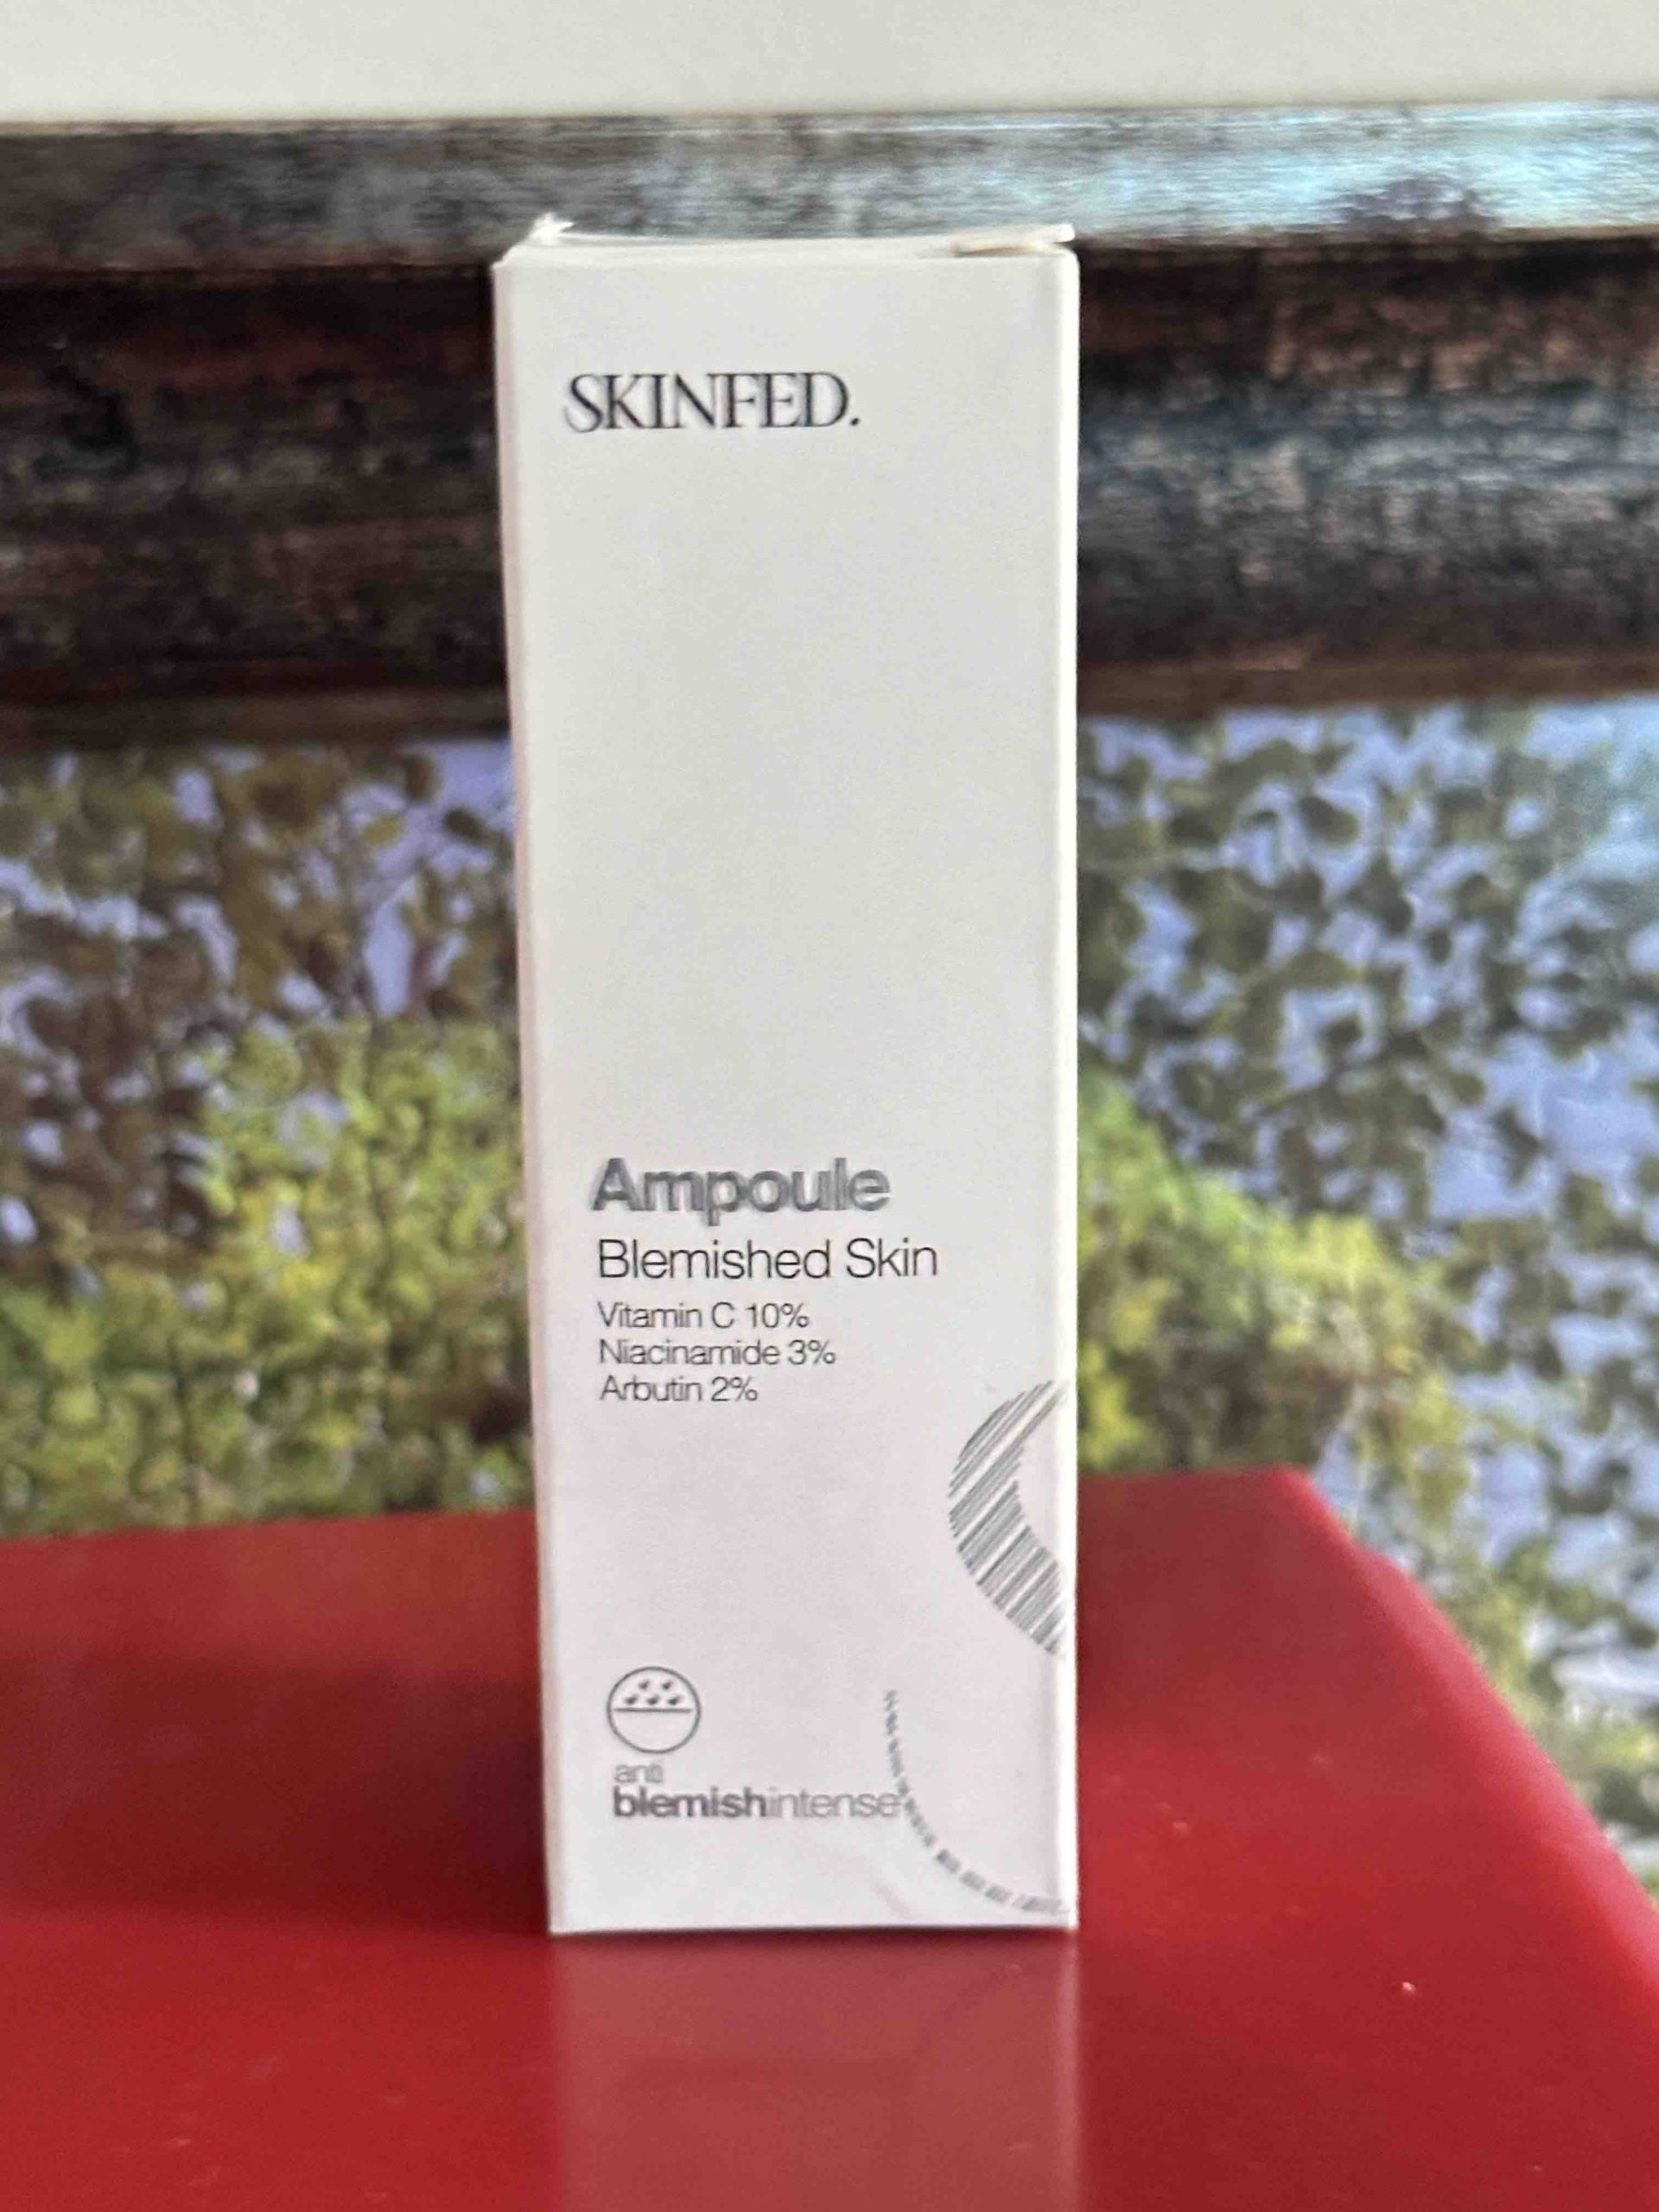 SKINFED.
Ampoule
Blemished Skin
Vitamin C 10%
Niacinamide 3%
Arbutin 2%
anti
blemishintense